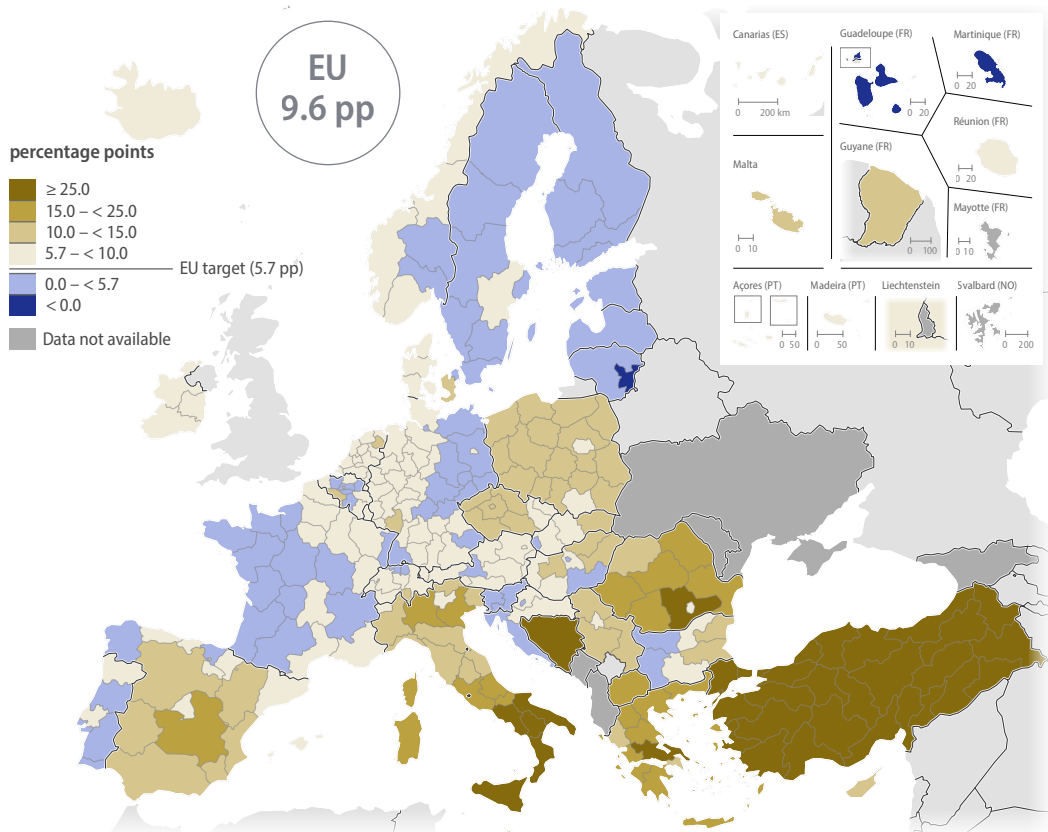 EU
9.6 pp
percentage points
≥ 25.0
15.0 – < 25.0
10.0 – < 15.0
5.7 – < 10.0
EU target (5.7 pp)
0.0 – < 5.7
< 0.0
Data not available
Canarias (ES)
0 200 km
Guadeloupe (FR)
0 20
Martinique (FR)
0 20
Malta
0 10
Guyane (FR)
0 100
Réunion (FR)
0 20
Mayotte (FR)
0 10
Açores (PT)
0 50
Madeira (PT)
0 50
Liechtenstein
0 10
Svalbard (NO)
0 200